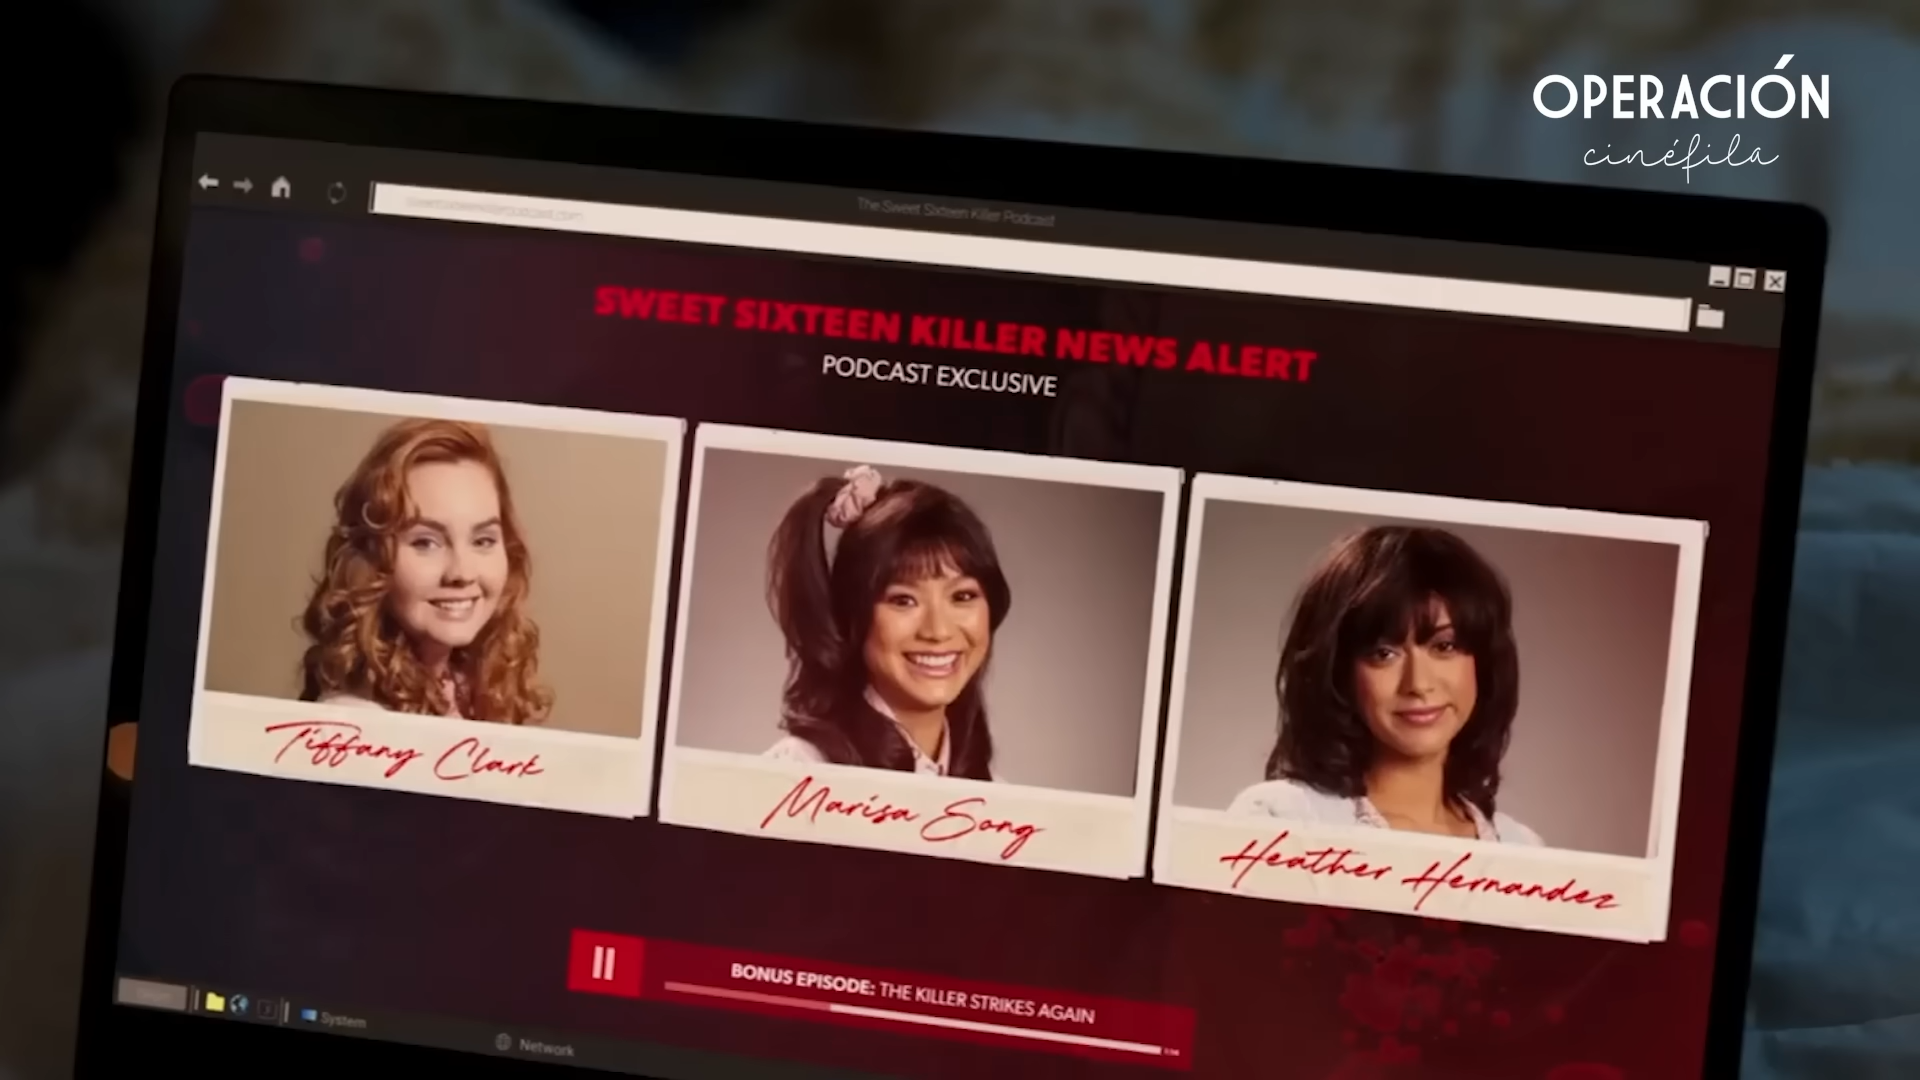 OPERACIÓN
cinéfila
The Sweet Sixteen Killer Podcast
SWEET SIXTEEN KILLER NEWS ALERT
PODCAST EXCLUSIVE
Tiffany Clark
Marisa Song
Heather Hernandez
BONUS EPISODE: THE KILLER STRIKES AGAIN
System
Network